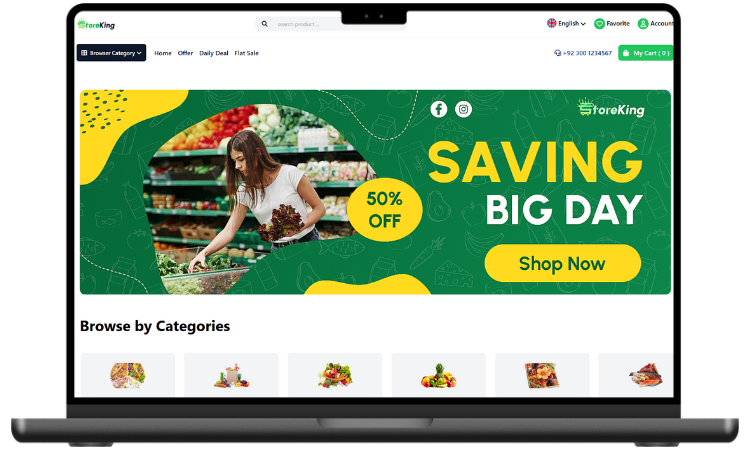 StoreKing
search product ...
English
Favorite
Account
Browser Category
Home
Offer
Daily Deal
Flat Sale
+92 300 1234567
My Cart ( 0 )
StoreKing
SAVING
BIG DAY
50%
OFF
Shop Now
Browse by Categories